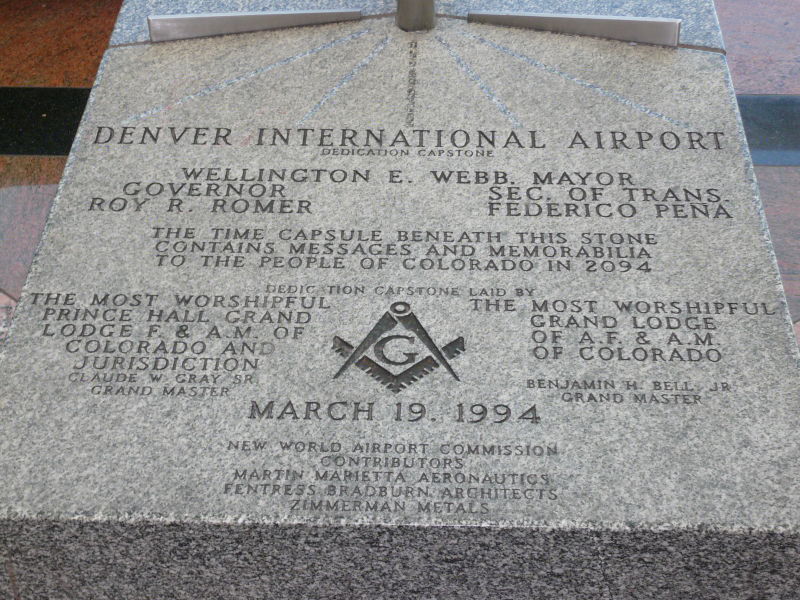 DENVER INTERNATIONAL AIRPORT
DEDICATION CAPSTONE
WELLINGTON E. WEBB, MAYOR
GOVERNOR
ROY R. ROMER
SEC. OF TRANS.
FEDERICO PEÑA
THE TIME CAPSULE BENEATH THIS STONE
CONTAINS MESSAGES AND MEMORABILIA
TO THE PEOPLE OF COLORADO IN 2094
DEDICATION CAPSTONE LAID BY
THE MOST WORSHIPFUL
PRINCE HALL GRAND
LODGE F. & A.M. OF
COLORADO AND
JURISDICTION
CLAUDE W. GRAY SR.
GRAND MASTER
G
THE MOST WORSHIPFUL
GRAND LODGE
OF A.F. & A.M.
OF COLORADO
BENJAMIN H. BELL, JR.
GRAND MASTER
MARCH 19, 1994
NEW WORLD AIRPORT COMMISSION
CONTRIBUTORS
MARTIN MARIETTA AERONAUTICS
FENTRESS BRADBURN ARCHITECTS
ZIMMERMAN METALS